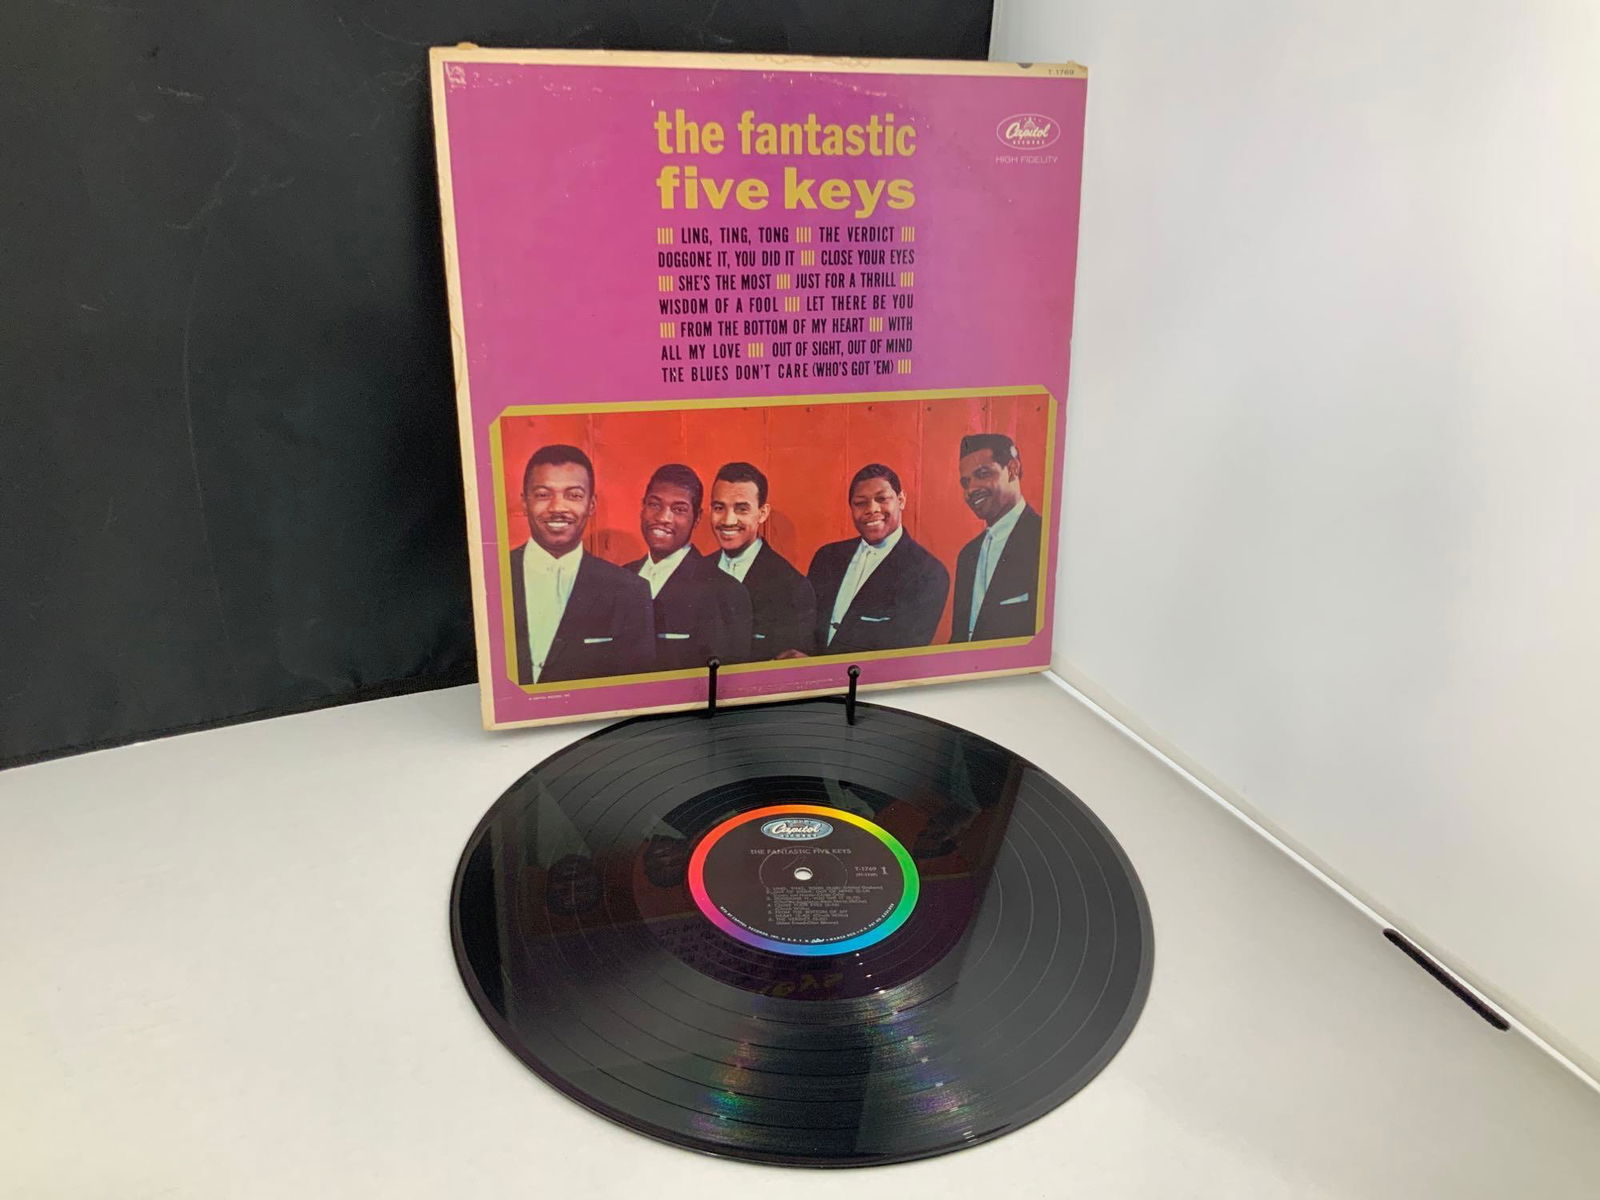 T 1769
the fantastic
five keys
Capitol
RECORDS
HIGH FIDELITY
LING, TING, TONG THE VERDICT
DOGGONE IT, YOU DID IT CLOSE YOUR EYES
SHE'S THE MOST JUST FOR A THRILL
WISDOM OF A FOOL LET THERE BE YOU
FROM THE BOTTOM OF MY HEART WITH
ALL MY LOVE OUT OF SIGHT, OUT OF MIND
THE BLUES DON'T CARE (WHO'S GOT 'EM)
Capitol
RECORDS
THE FANTASTIC FIVE KEYS
T-1769 1